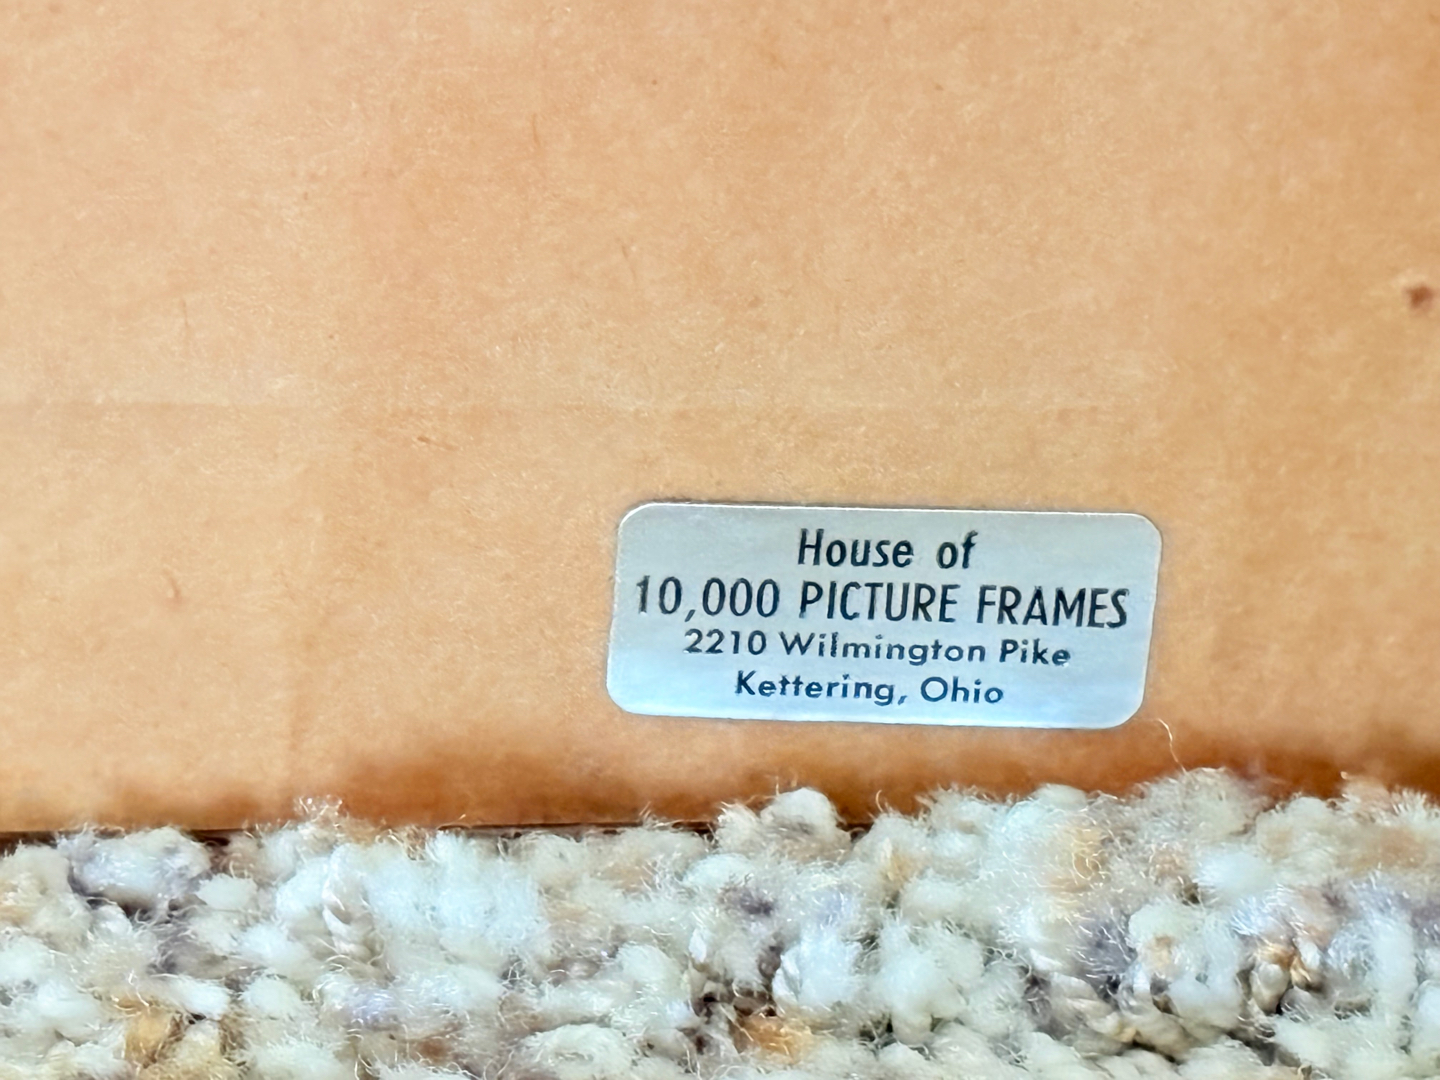 House of
10,000 PICTURE FRAMES
2210 Wilmington Pike
Kettering, Ohio